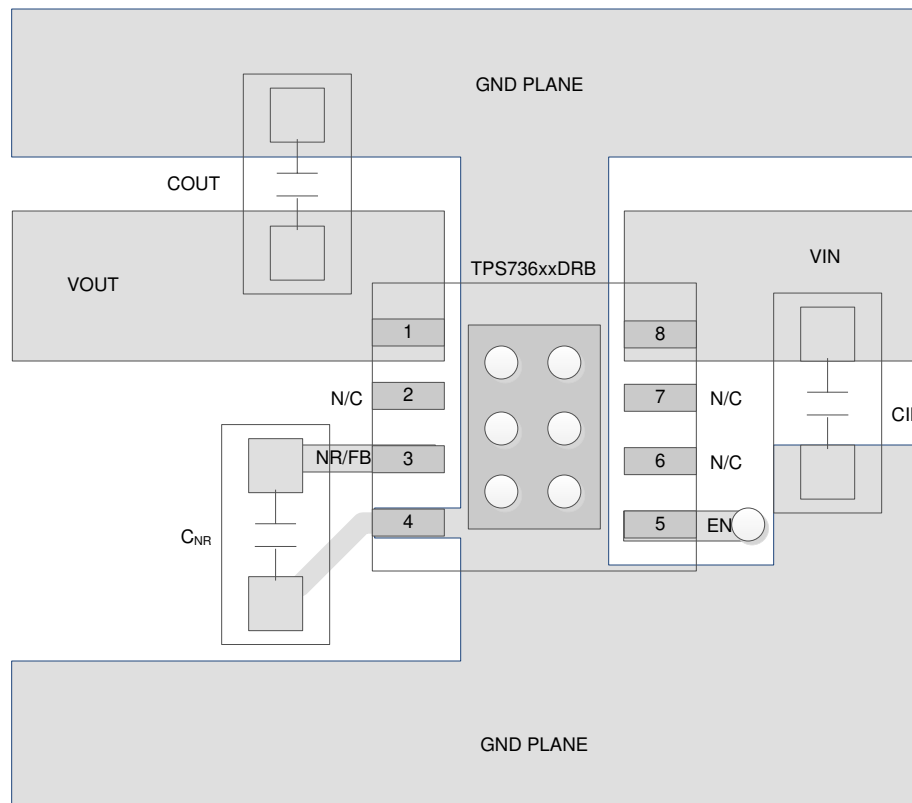 GND PLANE
COUT
TPS736xxDRB
VIN
VOUT
1
8
2
N/C
7
N/C
CI
NR/FB
3
6
N/C
4
5
EN
CNR
GND PLANE